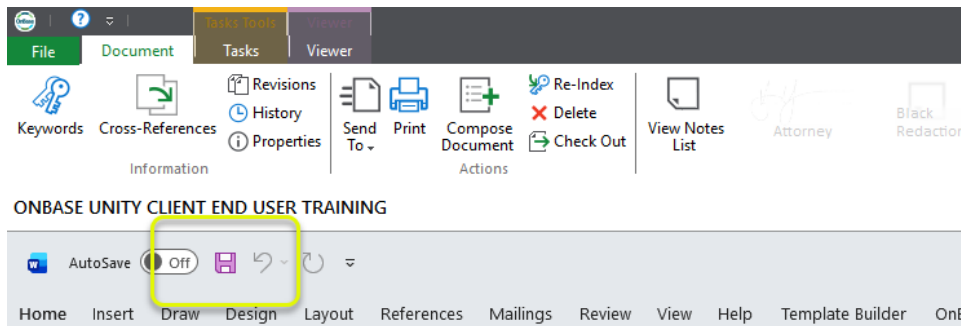 Tasks Tools Viewer
File Document Tasks Viewer
Keywords
Cross-References
Revisions
History
Properties
Information
Send
To
Print
Compose
Document
Re-Index
Delete
Check Out
Actions
View Notes
List
Attorney
Black
Redaction
ONBASE UNITY CLIENT END USER TRAINING
AutoSave Off
Home Insert Draw Design Layout References Mailings Review View Help Template Builder